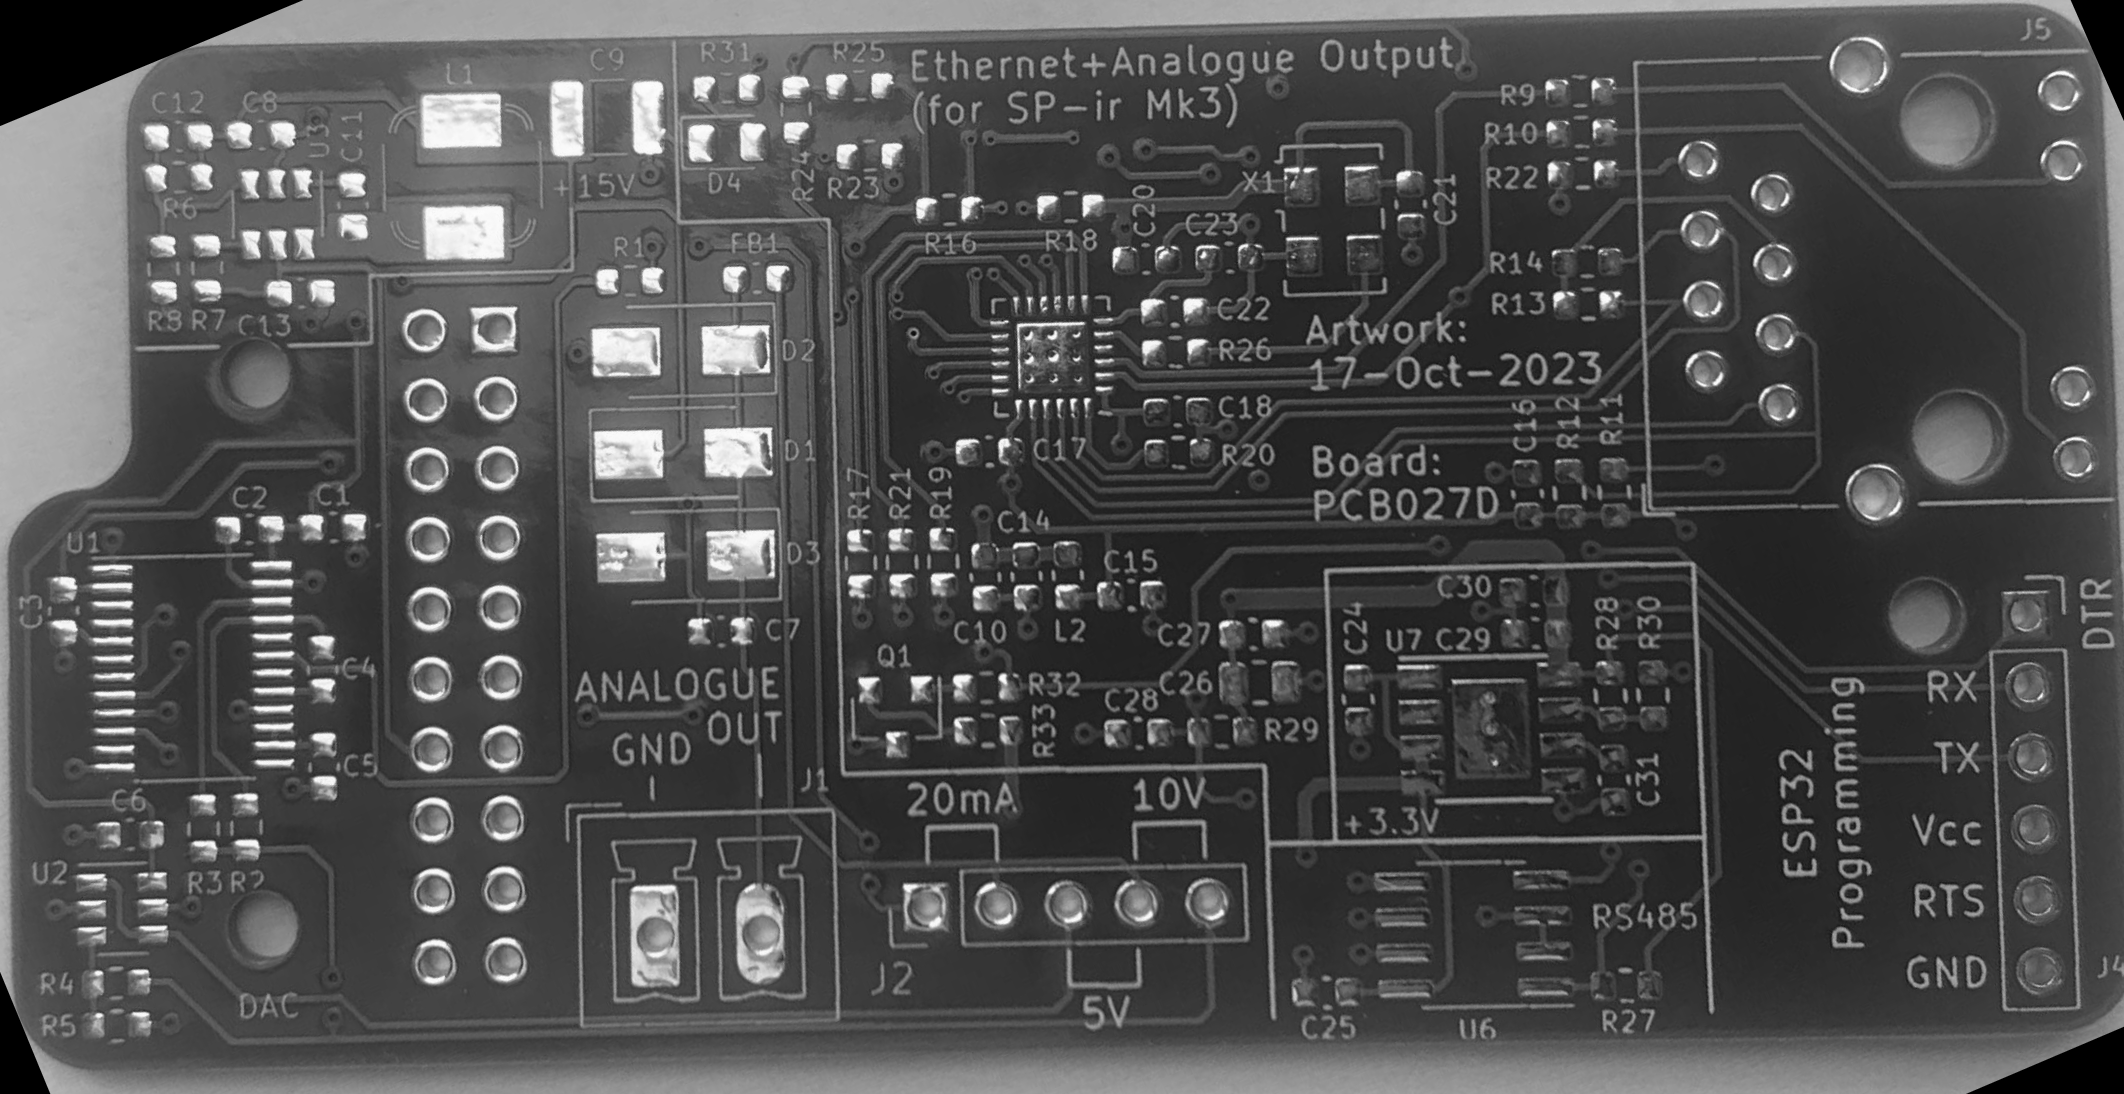 J5
R31
R25
Ethernet+Analogue Output
(for SP-ir Mk3)
L1
C9
C12
C8
U3
C11
R9
R10
R22
+15V
D4
R24
R23
X1
C20
C21
R6
R16
R18
C23
R1
FB1
R14
R13
R8
R7
C13
C22
R26
Artwork:
17-Oct-2023
D2
C18
C17
R20
D1
C16
R12
R11
Board:
PCB027D
R17
R21
R19
C2
C1
U1
C14
C15
D3
C3
C30
C29
C24
U7
R28
R30
DTR
C10
L2
C27
C7
Q1
C4
ANALOGUE
OUT
GND
R32
R33
C26
C28
R29
RX
TX
Vcc
RTS
GND
ESP32
Programming
C5
C6
J1
20mA
10V
C31
+3.3V
U2
R3
R2
RS485
J4
R4
R5
DAC
J2
5V
C25
U6
R27